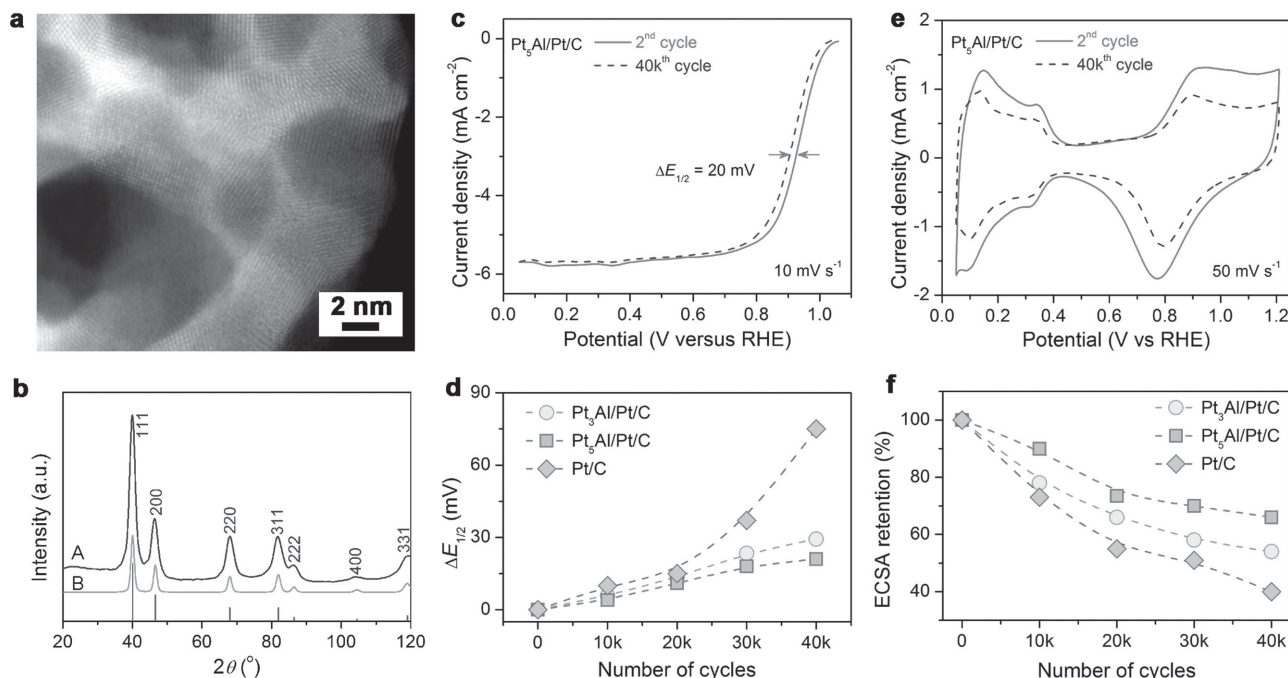 a
2 nm
b
Intensity (a.u.)
A
B
111
200
220
311
222
400
331
20 40 60 80 100 120
2θ (°)
c
Pt₅Al/Pt/C
2ⁿᵈ cycle
40kᵗʰ cycle
ΔE₁/₂ = 20 mV
10 mV s⁻¹
Current density (mA cm⁻²)
0
-2
-4
-6
0.0 0.2 0.4 0.6 0.8 1.0
Potential (V versus RHE)
d
Pt₃Al/Pt/C
Pt₅Al/Pt/C
Pt/C
ΔE₁/₂ (mV)
90
60
30
0
0 10k 20k 30k 40k
Number of cycles
e
Pt₅Al/Pt/C
2ⁿᵈ cycle
40kᵗʰ cycle
50 mV s⁻¹
Current density (mA cm⁻²)
2
1
0
-1
-2
0.0 0.2 0.4 0.6 0.8 1.0 1.2
Potential (V vs RHE)
f
Pt₃Al/Pt/C
Pt₅Al/Pt/C
Pt/C
ECSA retention (%)
100
80
60
40
0 10k 20k 30k 40k
Number of cycles